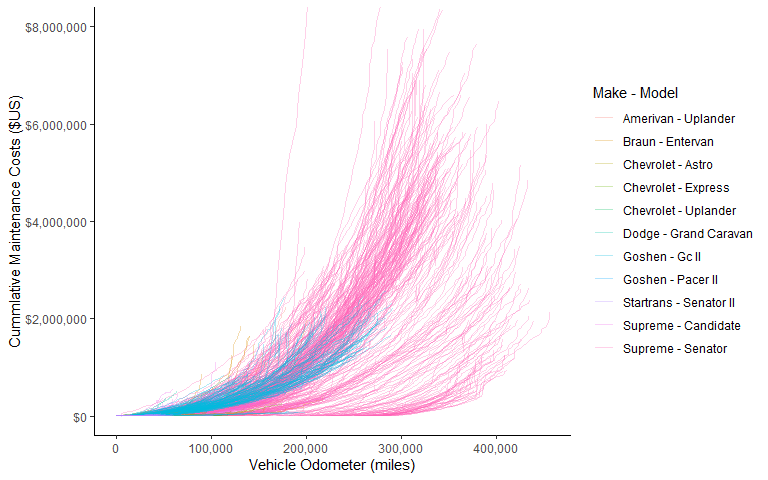 $8,000,000
$6,000,000
$4,000,000
$2,000,000
$0
Cummlative Maintenance Costs ($US)
0
100,000
200,000
300,000
400,000
Vehicle Odometer (miles)
Make - Model
Amerivan - Uplander
Braun - Entervan
Chevrolet - Astro
Chevrolet - Express
Chevrolet - Uplander
Dodge - Grand Caravan
Goshen - Gc II
Goshen - Pacer II
Startrans - Senator II
Supreme - Candidate
Supreme - Senator